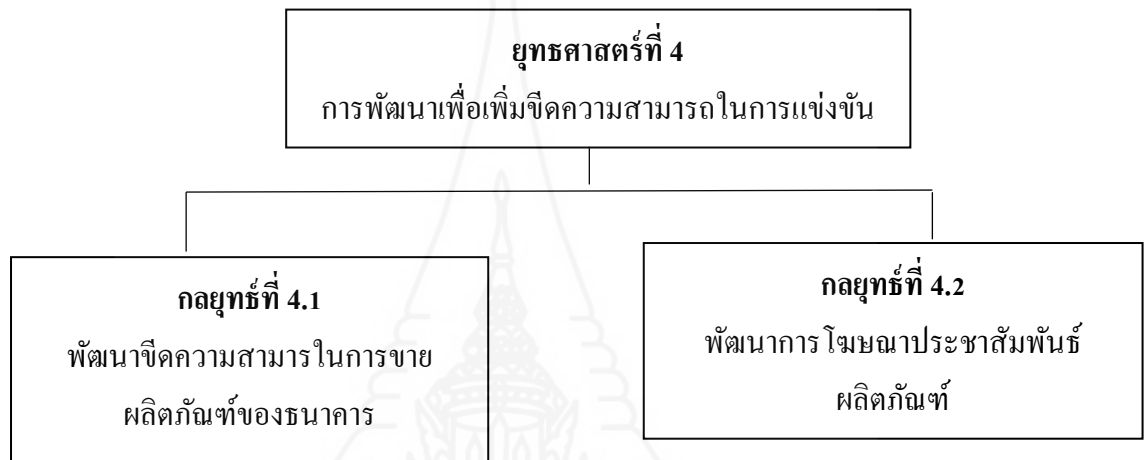 ยุทธศาสตร์ที่ 4
การพัฒนาเพื่อเพิ่มขีดความสามารถในการแข่งขัน
กลยุทธ์ที่ 4.1
พัฒนาขีดความสามารในการขาย
ผลิตภัณฑ์ของธนาคาร
กลยุทธ์ที่ 4.2
พัฒนาการโฆษณาประชาสัมพันธ์
ผลิตภัณฑ์